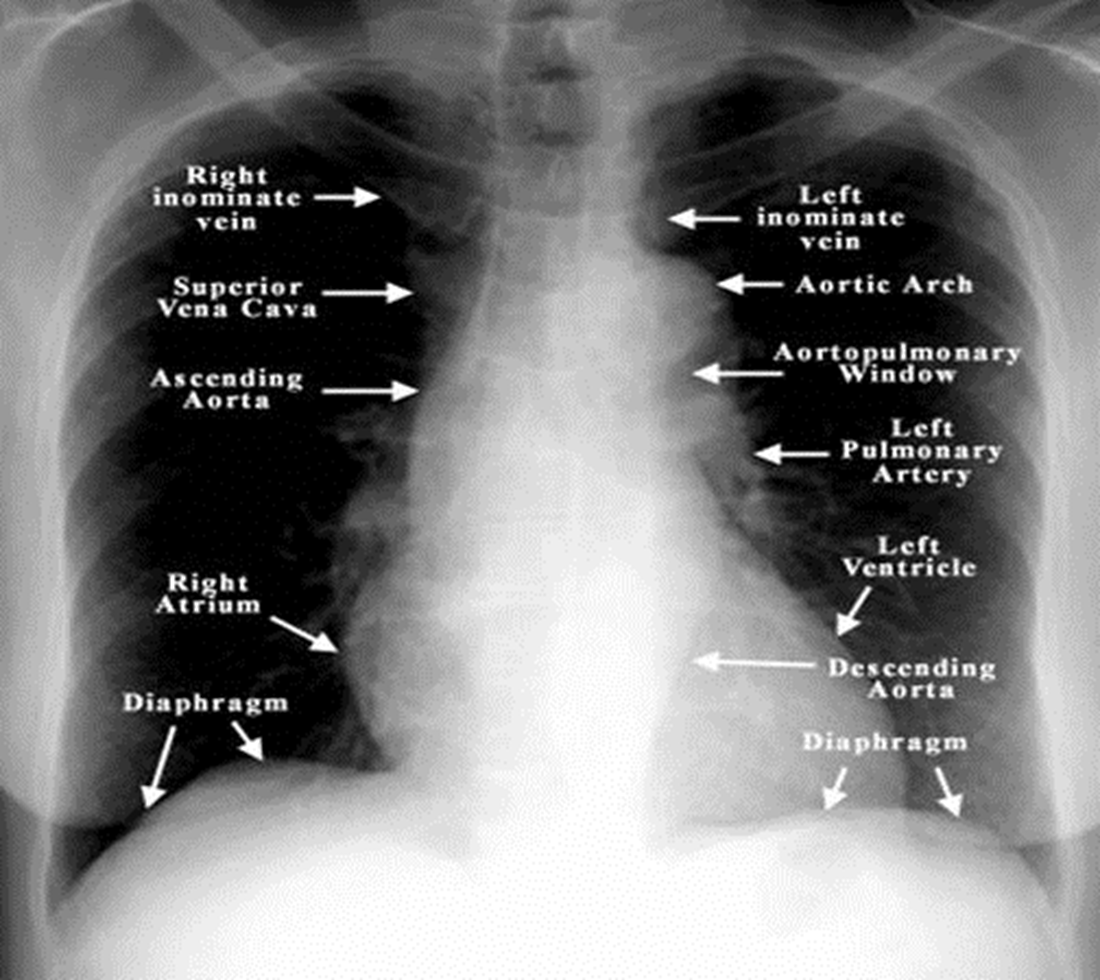 Right
inominate
vein
Superior
Vena Cava
Ascending
Aorta
Right
Atrium
Diaphragm
Left
inominate
vein
Aortic Arch
Aortopulmonary
Window
Left
Pulmonary
Artery
Left
Ventricle
Descending
Aorta
Diaphragm